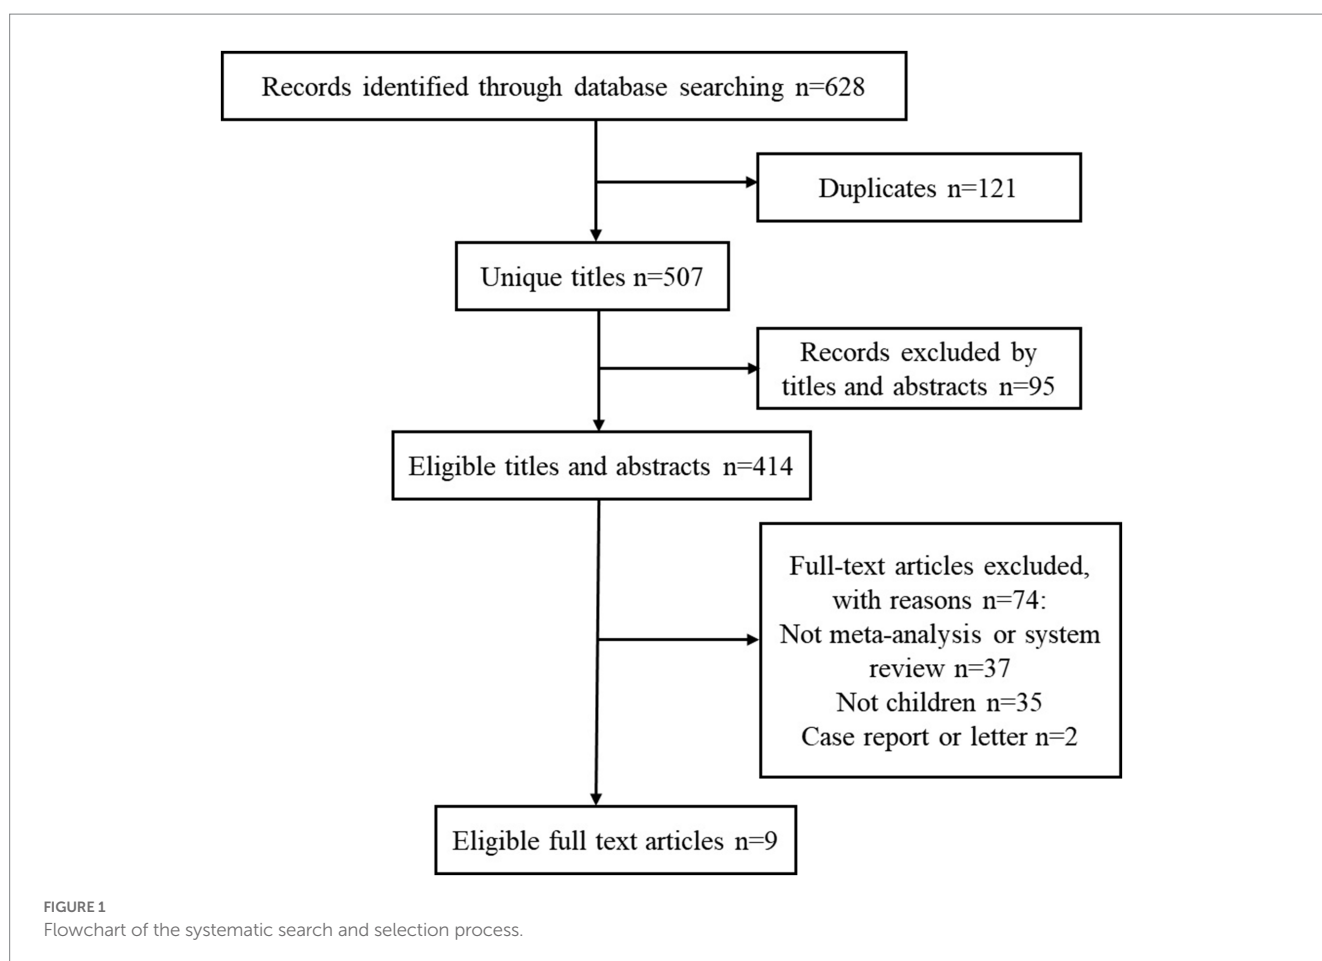 Records identified through database searching n=628
Duplicates n=121
Unique titles n=507
Records excluded by
titles and abstracts n=95
Eligible titles and abstracts n=414
Full-text articles excluded,
with reasons n=74:
Not meta-analysis or system
review n=37
Not children n=35
Case report or letter n=2
Eligible full text articles n=9
FIGURE 1
Flowchart of the systematic search and selection process.